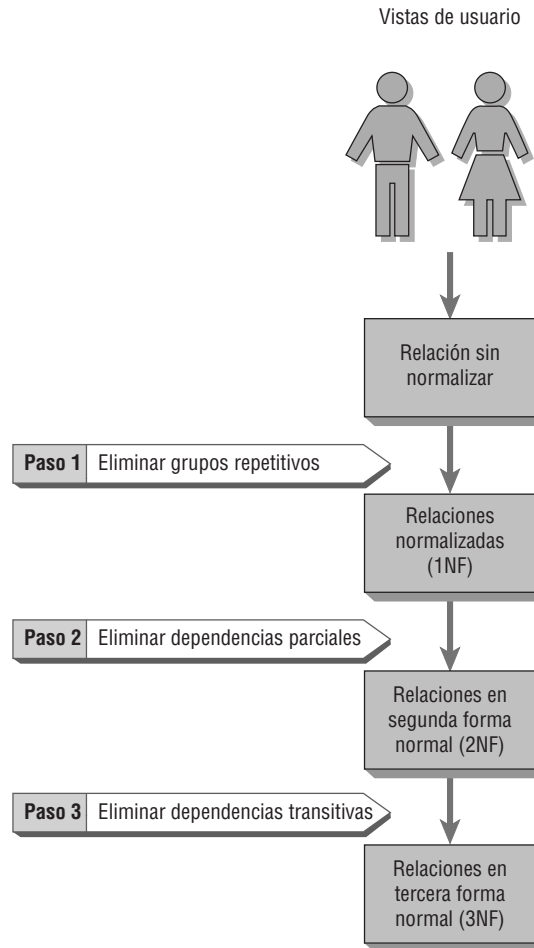 Vistas de usuario
Relación sin
normalizar
Paso 1 Eliminar grupos repetitivos
Relaciones
normalizadas
(1NF)
Paso 2 Eliminar dependencias parciales
Relaciones en
segunda forma
normal (2NF)
Paso 3 Eliminar dependencias transitivas
Relaciones en
tercera forma
normal (3NF)